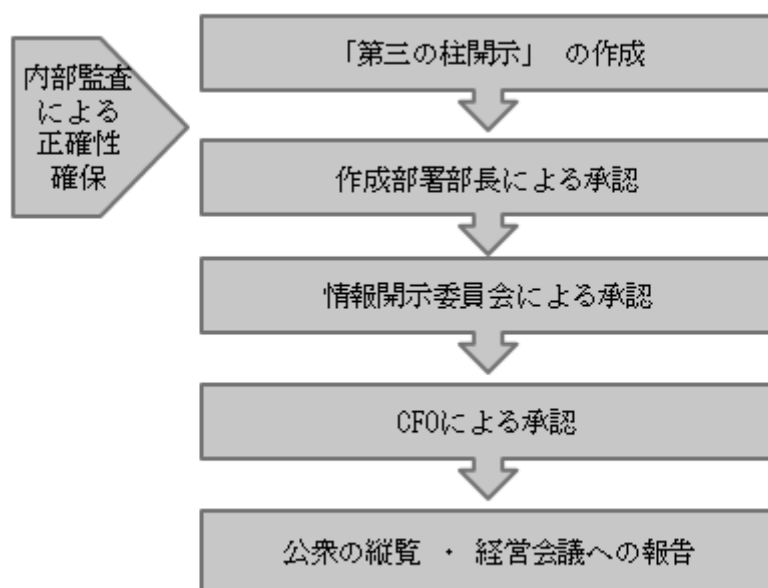 内部監査
による
正確性
確保
「第三の柱開示」 の作成
作成部署部長による承認
情報開示委員会による承認
CFOによる承認
公衆の縦覧 ・ 経営会議への報告